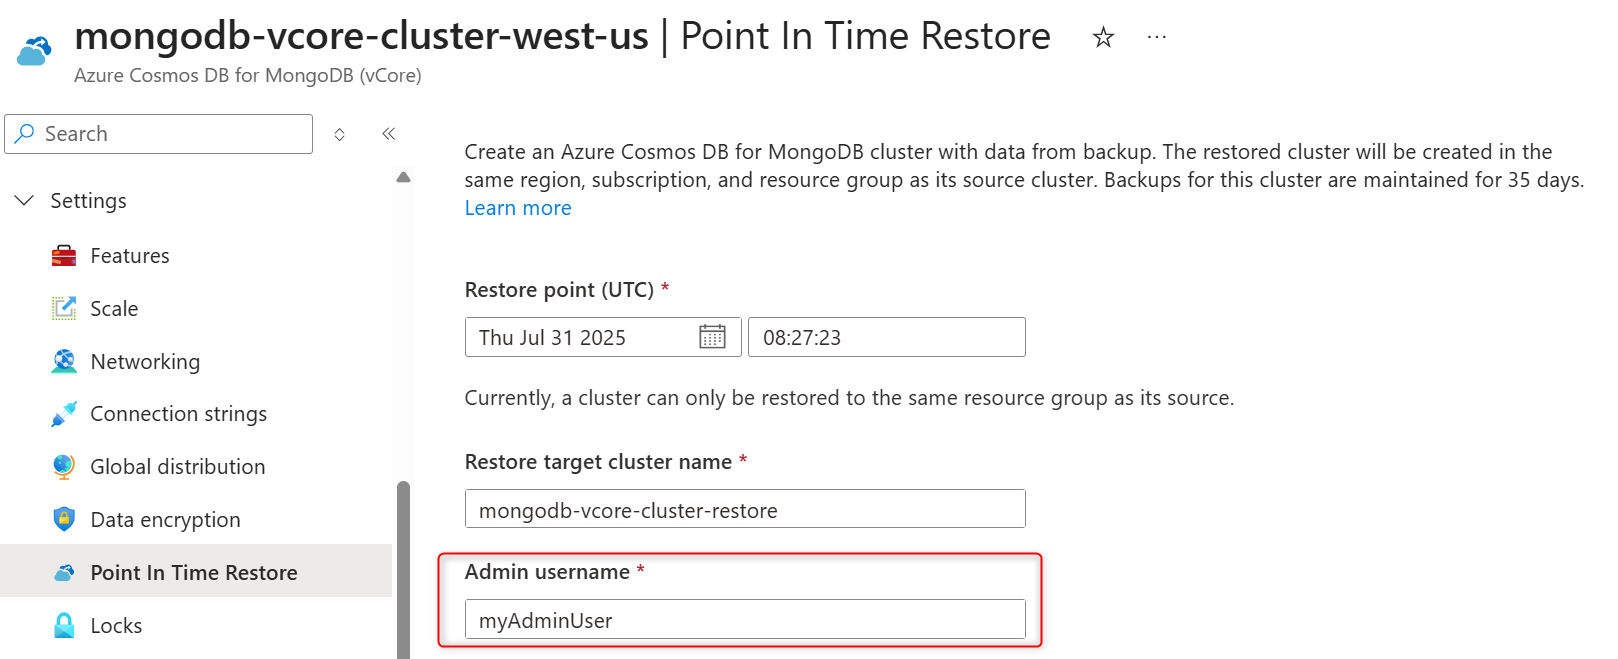 mongodb-vcore-cluster-west-us | Point In Time Restore
Azure Cosmos DB for MongoDB (vCore)
Search
Settings
Features
Scale
Networking
Connection strings
Global distribution
Data encryption
Point In Time Restore
Locks
Create an Azure Cosmos DB for MongoDB cluster with data from backup. The restored cluster will be created in the
same region, subscription, and resource group as its source cluster. Backups for this cluster are maintained for 35 days.
Learn more
Restore point (UTC) *
Thu Jul 31 2025 08:27:23
Currently, a cluster can only be restored to the same resource group as its source.
Restore target cluster name *
mongodb-vcore-cluster-restore
Admin username *
myAdminUser